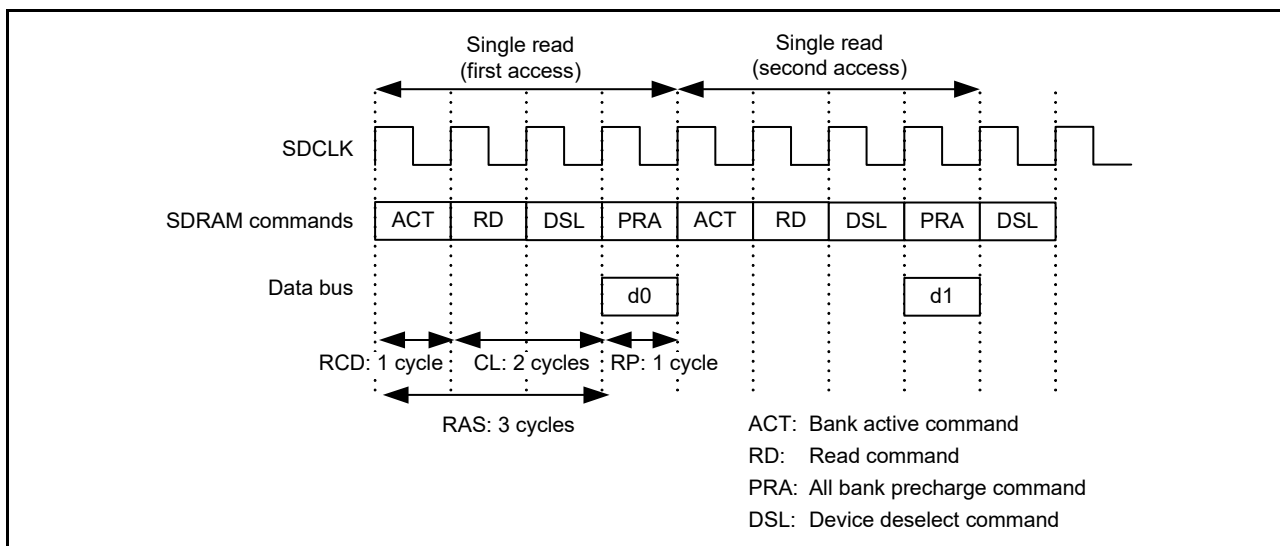 Single read
(first access)
Single read
(second access)
SDCLK
SDRAM commands
ACT RD DSL PRA ACT RD DSL PRA DSL
Data bus
d0 d1
RCD: 1 cycle CL: 2 cycles RP: 1 cycle
RAS: 3 cycles
ACT: Bank active command
RD: Read command
PRA: All bank precharge command
DSL: Device deselect command